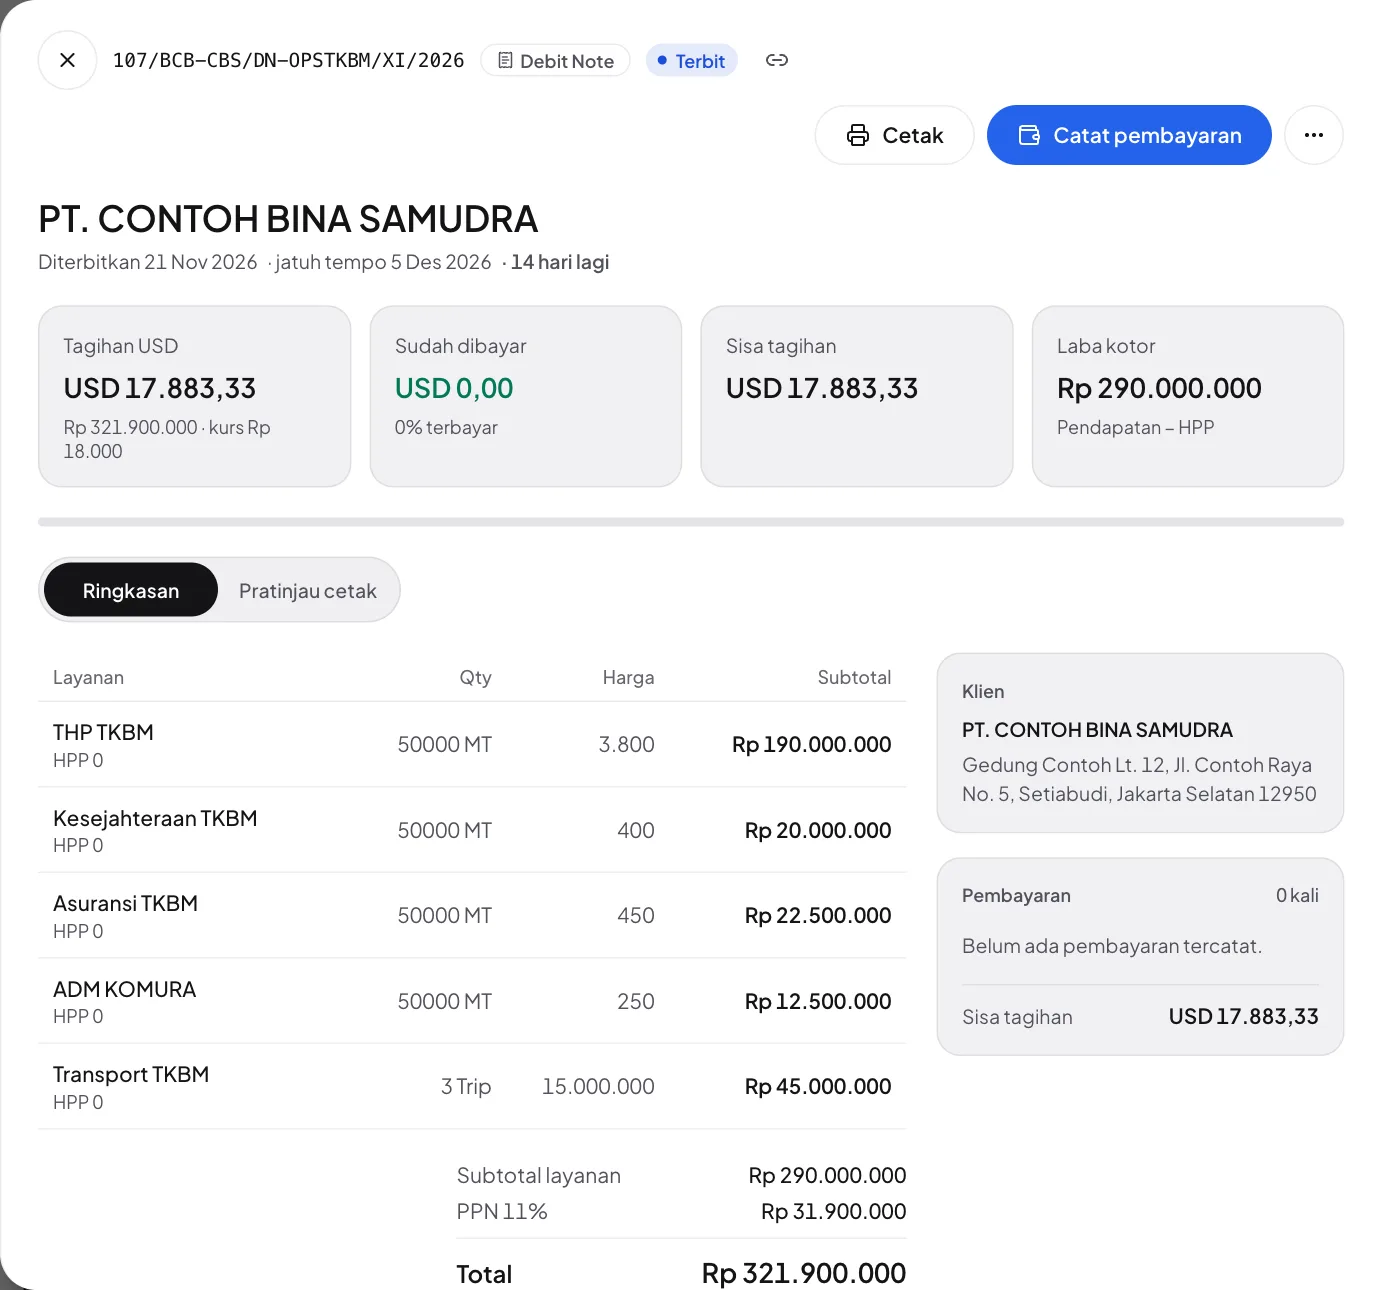 107/BCB-CBS/DN-OPSTKBM/XI/2026 Debit Note Terbit
Cetak Catat pembayaran
PT. CONTOH BINA SAMUDRA
Diterbitkan 21 Nov 2026 · jatuh tempo 5 Des 2026 · 14 hari lagi
Tagihan USD
USD 17.883,33
Rp 321.900.000 · kurs Rp
18.000
Sudah dibayar
USD 0,00
0% terbayar
Sisa tagihan
USD 17.883,33
Laba kotor
Rp 290.000.000
Pendapatan – HPP
Ringkasan Pratinjau cetak
Layanan Qty Harga Subtotal
THP TKBM 50000 MT 3.800 Rp 190.000.000
HPP 0
Kesejahteraan TKBM 50000 MT 400 Rp 20.000.000
HPP 0
Asuransi TKBM 50000 MT 450 Rp 22.500.000
HPP 0
ADM KOMURA 50000 MT 250 Rp 12.500.000
HPP 0
Transport TKBM 3 Trip 15.000.000 Rp 45.000.000
HPP 0
Subtotal layanan Rp 290.000.000
PPN 11% Rp 31.900.000
Total Rp 321.900.000
Klien
PT. CONTOH BINA SAMUDRA
Gedung Contoh Lt. 12, Jl. Contoh Raya
No. 5, Setiabudi, Jakarta Selatan 12950
Pembayaran 0 kali
Belum ada pembayaran tercatat.
Sisa tagihan USD 17.883,33